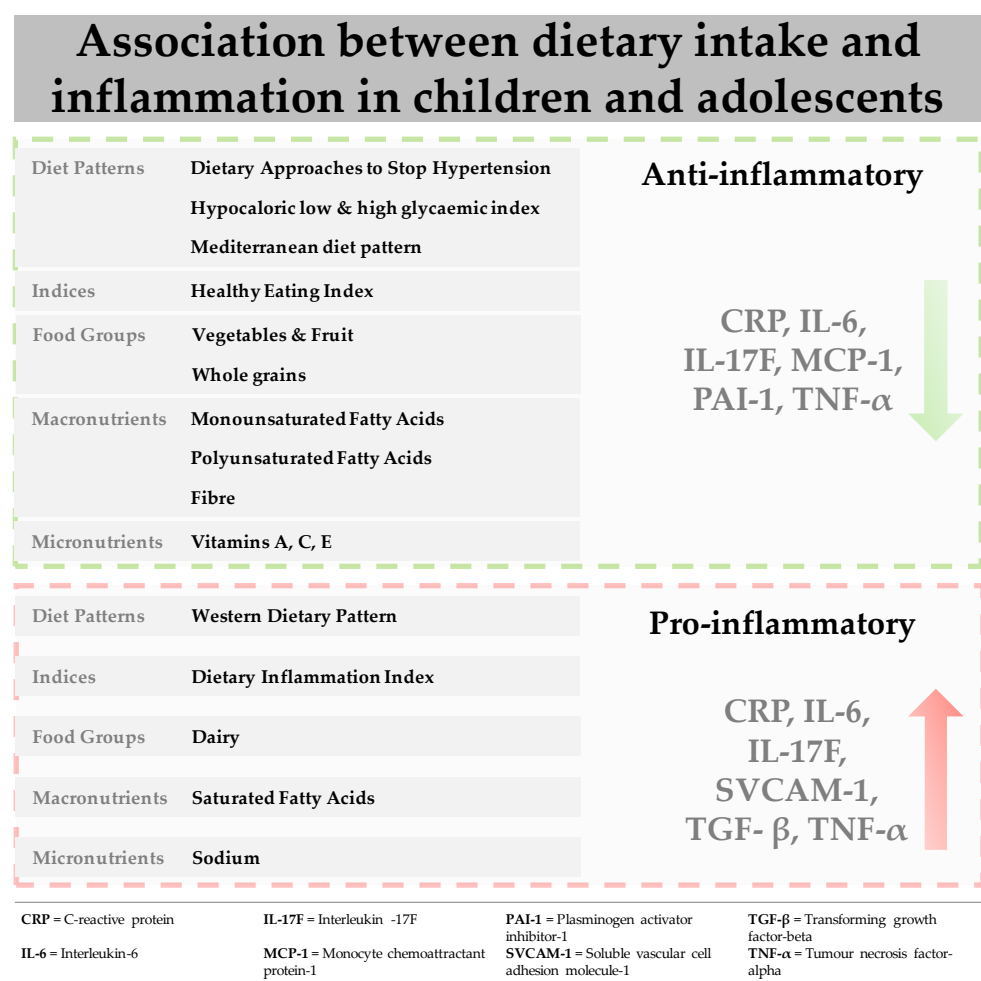 Association between dietary intake and
inflammation in children and adolescents
Diet Patterns Dietary Approaches to Stop Hypertension
Hypocaloric low & high glycaemic index
Mediterranean diet pattern
Indices Healthy Eating Index
Food Groups Vegetables & Fruit
Whole grains
Macronutrients Monounsaturated Fatty Acids
Polyunsaturated Fatty Acids
Fibre
Micronutrients Vitamins A, C, E
Anti-inflammatory
CRP, IL-6,
IL-17F, MCP-1,
PAI-1, TNF-α
Diet Patterns Western Dietary Pattern
Indices Dietary Inflammation Index
Food Groups Dairy
Macronutrients Saturated Fatty Acids
Micronutrients Sodium
Pro-inflammatory
CRP, IL-6,
IL-17F,
SVCAM-1,
TGF- β, TNF-α
CRP = C-reactive protein
IL-6 = Interleukin-6
IL-17F = Interleukin -17F
MCP-1 = Monocyte chemoattractant
protein-1
PAI-1 = Plasminogen activator
inhibitor-1
SVCAM-1 = Soluble vascular cell
adhesion molecule-1
TGF-β = Transforming growth
factor-beta
TNF-α = Tumour necrosis factor-
alpha